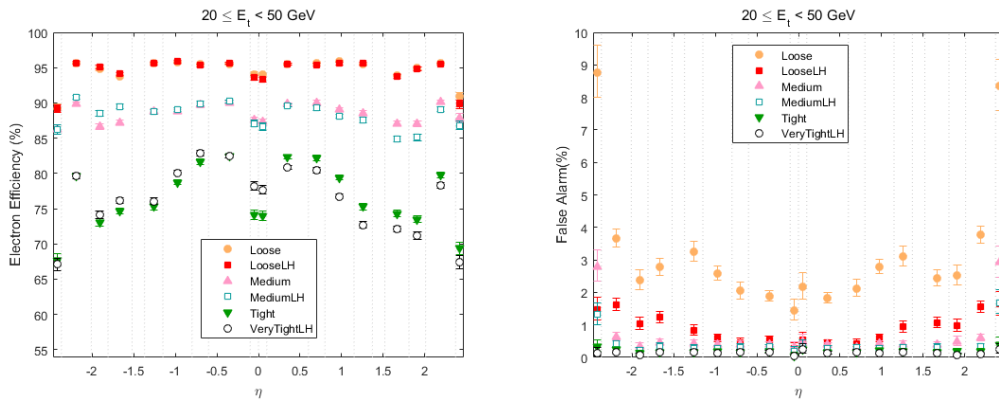 20 ≤ E_t < 50 GeV
Electron Efficiency (%)
100
95
90
85
80
75
70
65
60
55
Loose
LooseLH
Medium
MediumLH
Tight
VeryTightLH
-2 -1.5 -1 -0.5 0 0.5 1 1.5 2
η
20 ≤ E_t < 50 GeV
False Alarm(%)
10
9
8
7
6
5
4
3
2
1
0
Loose
LooseLH
Medium
MediumLH
Tight
VeryTightLH
-2 -1.5 -1 -0.5 0 0.5 1 1.5 2
η